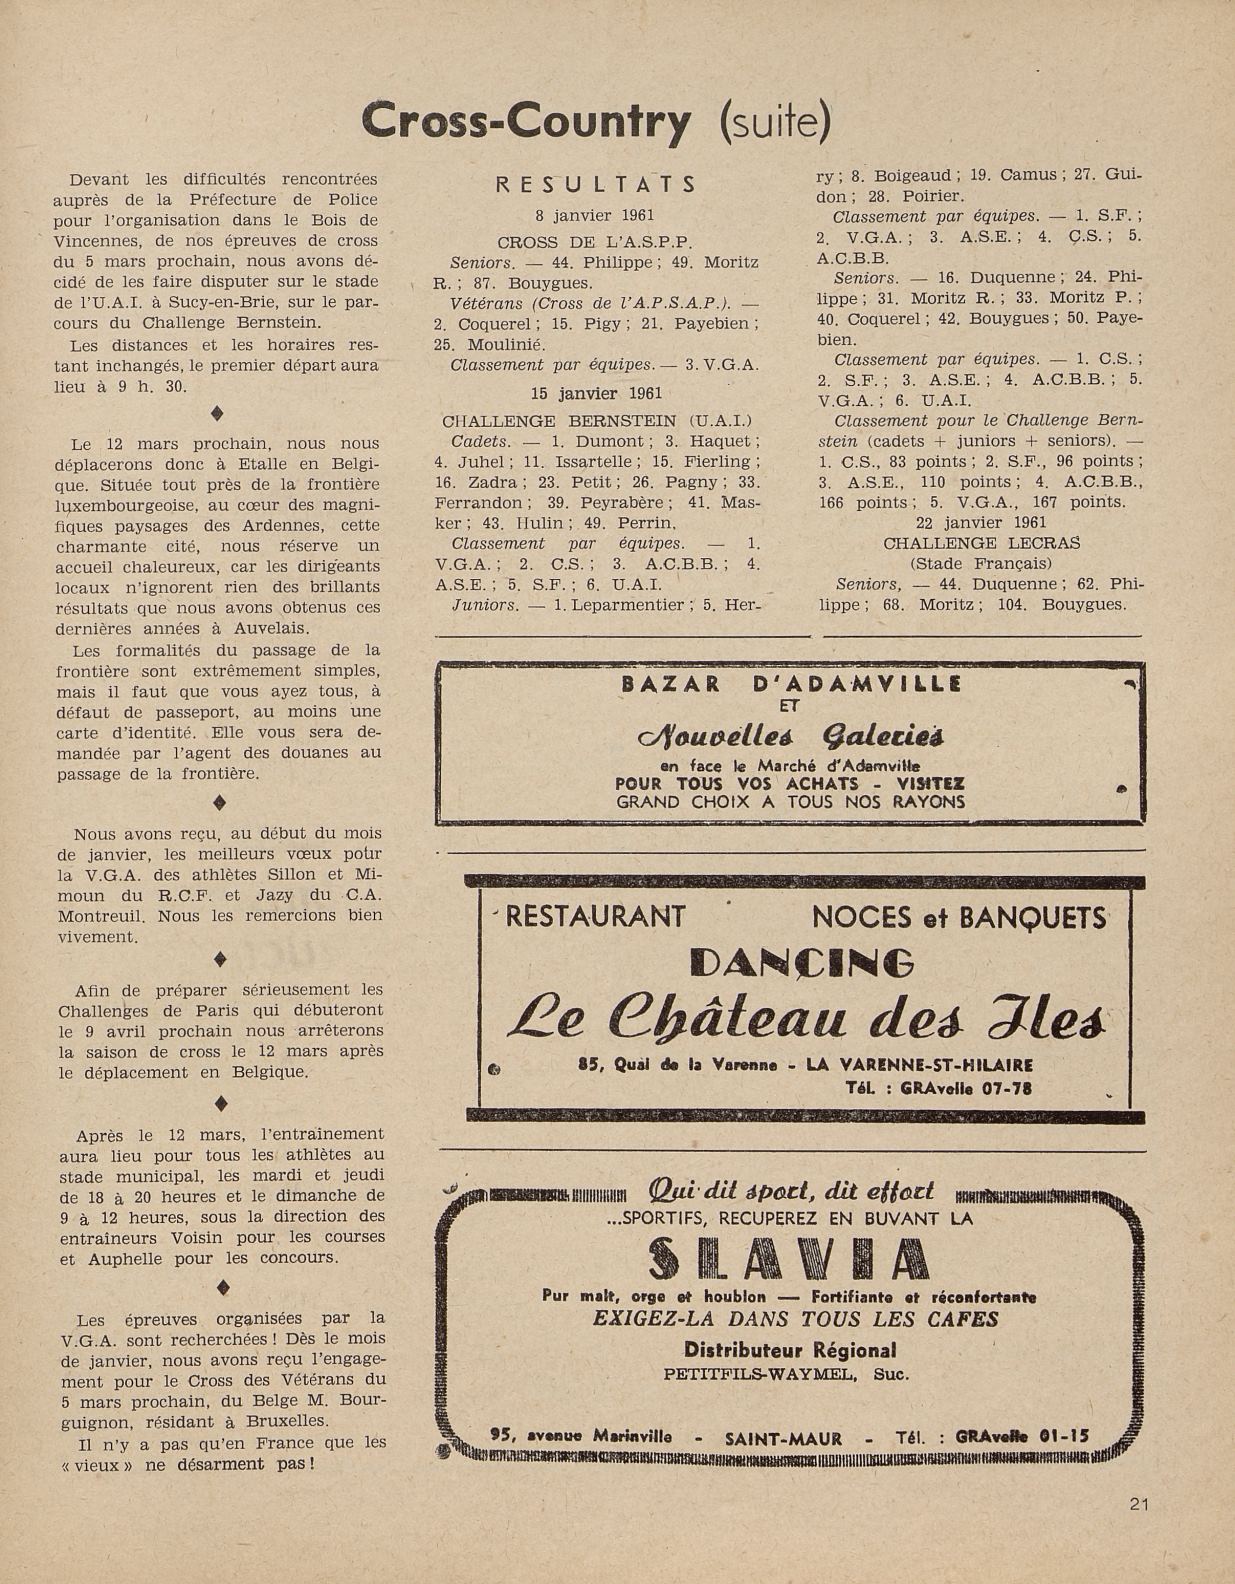 Cross-Country (suite)
Devant les difficultés rencontrées
auprès de la Préfecture de Police
pour l'organisation dans le Bois de
Vincennes, de nos épreuves de cross
du 5 mars prochain, nous avons dé-
cidé de les faire disputer sur le stade
de l'U.A.I. à Sucy-en-Brie, sur le par-
cours du Challenge Bernstein.
Les distances et les horaires res-
tant inchangés, le premier départ aura
lieu à 9 h. 30.
♦
Le 12 mars prochain, nous nous
déplacerons donc à Etalle en Belgi-
que. Située tout près de la frontière
luxembourgeoise, au cœur des magni-
fiques paysages des Ardennes, cette
charmante cité, nous réserve un
accueil chaleureux, car les dirigeants
locaux n'ignorent rien des brillants
résultats que nous avons obtenus ces
dernières années à Auvelais.
Les formalités du passage de la
frontière sont extrêmement simples,
mais il faut que vous ayez tous, à
défaut de passeport, au moins une
carte d'identité. Elle vous sera de-
mandée par l'agent des douanes au
passage de la frontière.
♦
Nous avons reçu, au début du mois
de janvier, les meilleurs vœux pour
la V.G.A. des athlètes Sillon et Mi-
moun du R.C.F. et Jazy du C.A.
Montreuil. Nous les remercions bien
vivement.
♦
Afin de préparer sérieusement les
Challenges de Paris qui débuteront
le 9 avril prochain nous arrêterons
la saison de cross le 12 mars après
le déplacement en Belgique.
♦
Après le 12 mars, l'entrainement
aura lieu pour tous les athlètes au
stade municipal, les mardi et jeudi
de 18 à 20 heures et le dimanche de
9 à 12 heures, sous la direction des
entraîneurs Voisin pour les courses
et Auphelle pour les concours.
♦
Les épreuves organisées par la
V.G.A. sont recherchées ! Dès le mois
de janvier, nous avons reçu l'engage-
ment pour le Cross des Vétérans du
5 mars prochain, du Belge M. Bour-
guignon, résidant à Bruxelles.
Il n'y a pas qu'en France que les
« vieux » ne désarment pas !
RESULTATS
8 janvier 1961
CROSS DE L'A.S.P.P.
Seniors. — 44. Philippe ; 49. Moritz
R. ; 87. Bouygues.
Vétérans (Cross de l'A.P.S.A.P.). —
2. Coquerel ; 15. Pigy ; 21. Payebien ;
25. Moulinié.
Classement par équipes. — 3. V.G.A.
15 janvier 1961
CHALLENGE BERNSTEIN (U.A.I.)
Cadets. — 1. Dumont ; 3. Haquet ;
4. Juhel ; 11. Issartelle ; 15. Fierling ;
16. Zadra ; 23. Petit ; 26. Pagny ; 33.
Ferrandon ; 39. Peyrabère ; 41. Mas-
ker ; 43. Hulin ; 49. Perrin.
Classement par équipes. — 1.
V.G.A. ; 2. C.S. ; 3. A.C.B.B. ; 4.
A.S.E. ; 5. S.F. ; 6. U.A.I.
Juniors. — 1. Leparmentier ; 5. Her-
ry ; 8. Boigeaud ; 19. Camus ; 27. Gui-
don ; 28. Poirier.
Classement par équipes. — 1. S.F. ;
2. V.G.A. ; 3. A.S.E. ; 4. C.S. ; 5.
A.C.B.B.
Seniors. — 16. Duquenne ; 24. Phi-
lippe ; 31. Moritz R. ; 33. Moritz P. ;
40. Coquerel ; 42. Bouygues ; 50. Paye-
bien.
Classement par équipes. — 1. C.S. ;
2. S.F. ; 3. A.S.E. ; 4. A.C.B.B. ; 5.
V.G.A. ; 6. U.A.I.
Classement pour le Challenge Bern-
stein (cadets + juniors + seniors). —
1. C.S., 83 points ; 2. S.F., 96 points ;
3. A.S.E., 110 points ; 4. A.C.B.B.,
166 points ; 5. V.G.A., 167 points.
22 janvier 1961
CHALLENGE LECRAS
(Stade Français)
Seniors, — 44. Duquenne ; 62. Phi-
lippe ; 68. Moritz ; 104. Bouygues.
BAZAR D'ADAMVILLE
ET
Nouvelles Galeries
en face le Marché d'Adamville
POUR TOUS VOS ACHATS - VISITEZ
GRAND CHOIX A TOUS NOS RAYONS
RESTAURANT NOCES et BANQUETS
DANCING
Le Château des Iles
85, Quai de la Varenne - LA VARENNE-ST-HILAIRE
Tél. : GRAvelle 07-78
Qui dit sport, dit effort
...SPORTIFS, RECUPEREZ EN BUVANT LA
SLAVIA
Pur malt, orge et houblon — Fortifiante et réconfortante
EXIGEZ-LA DANS TOUS LES CAFES
Distributeur Régional
PETITFILS-WAYMEL, Suc.
95, avenue Marinville - SAINT-MAUR - Tél. : GRAvelle 01-15
21